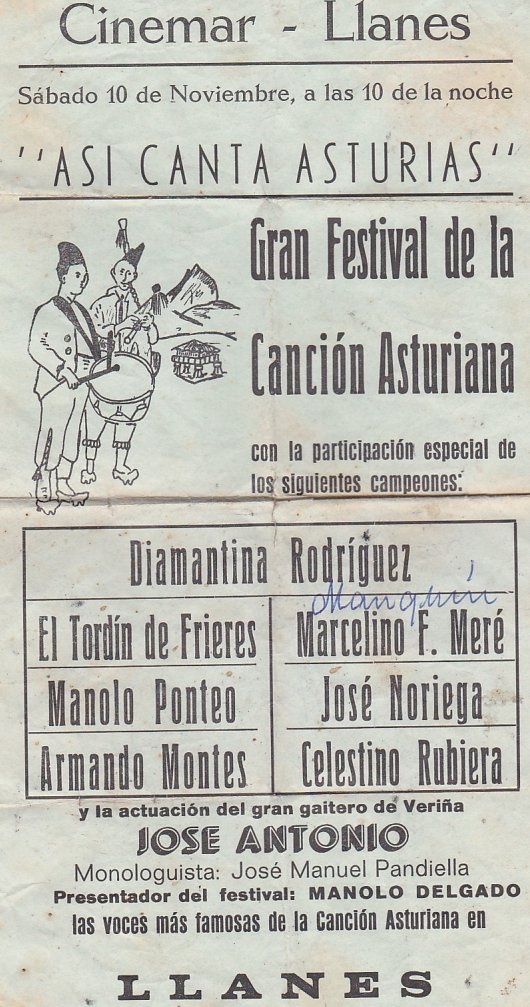 Cinemar - Llanes
Sábado 10 de Noviembre, a las 10 de la noche
"ASI CANTA ASTURIAS"
Gran Festival de la
Canción Asturiana
con la participación especial de
los siguientes campeones:
Diamantina Rodríguez
Manquín
El Tordín de Frieres
Marcelino F. Meré
Manolo Ponteo
José Noriega
Armando Montes
Celestino Rubiera
y la actuación del gran gaitero de Veriña
JOSE ANTONIO
Monologuista: José Manuel Pandiella
Presentador del festival: MANOLO DELGADO
las voces más famosas de la Canción Asturiana en
LLANES